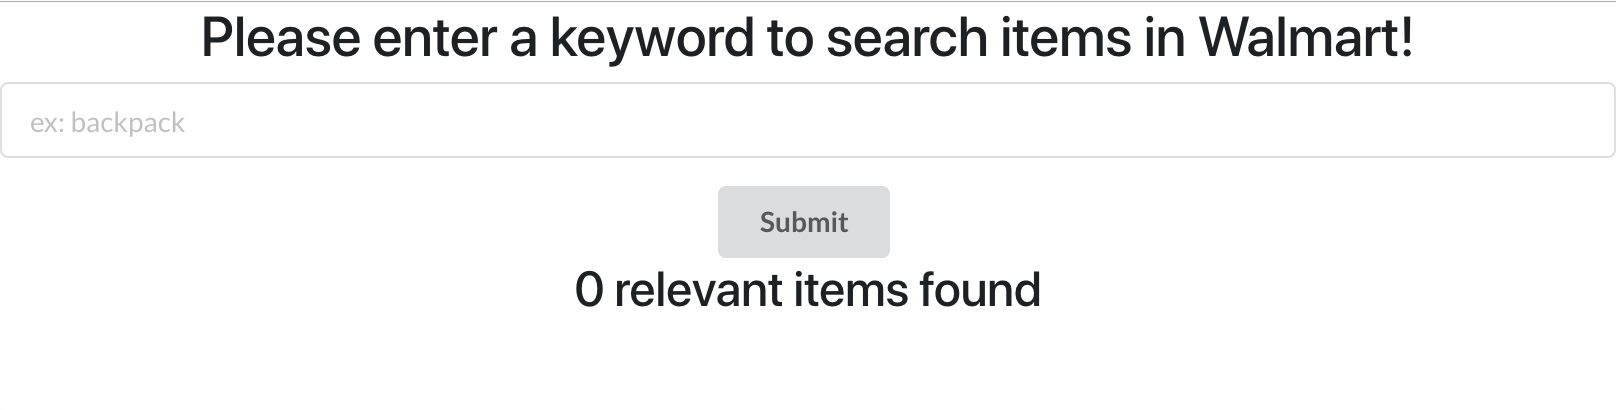 Please enter a keyword to search items in Walmart!
ex: backpack
Submit
0 relevant items found